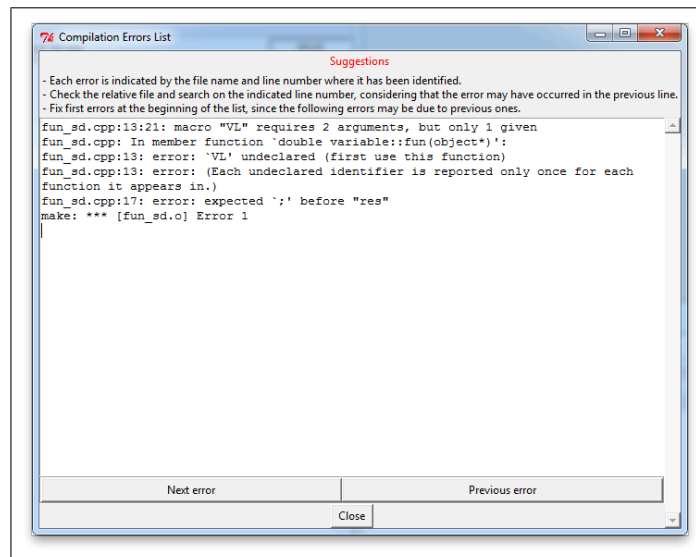 Compilation Errors List
Suggestions
- Each error is indicated by the file name and line number where it has been identified.
- Check the relative file and search on the indicated line number, considering that the error may have occurred in the previous line.
- Fix first errors at the beginning of the list, since the following errors may be due to previous ones.
fun_sd.cpp:13:21: macro "VL" requires 2 arguments, but only 1 given
fun_sd.cpp: In member function `double variable::fun(object*)':
fun_sd.cpp:13: error: `VL' undeclared (first use this function)
fun_sd.cpp:13: error: (Each undeclared identifier is reported only once for each
function it appears in.)
fun_sd.cpp:17: error: expected `;' before "res"
make: *** [fun_sd.o] Error 1
Next error
Previous error
Close